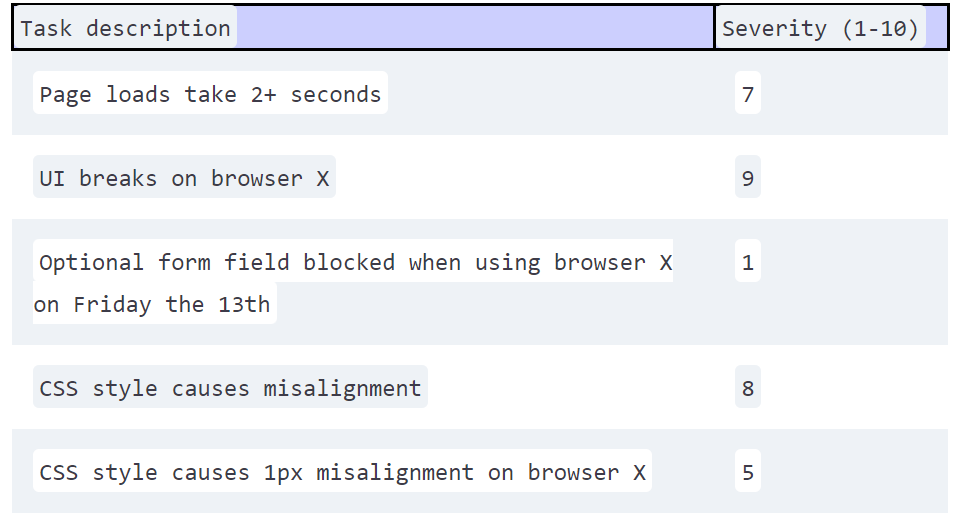 Task description Severity (1-10)
Page loads take 2+ seconds 7
UI breaks on browser X 9
Optional form field blocked when using browser X 1
on Friday the 13th
CSS style causes misalignment 8
CSS style causes 1px misalignment on browser X 5